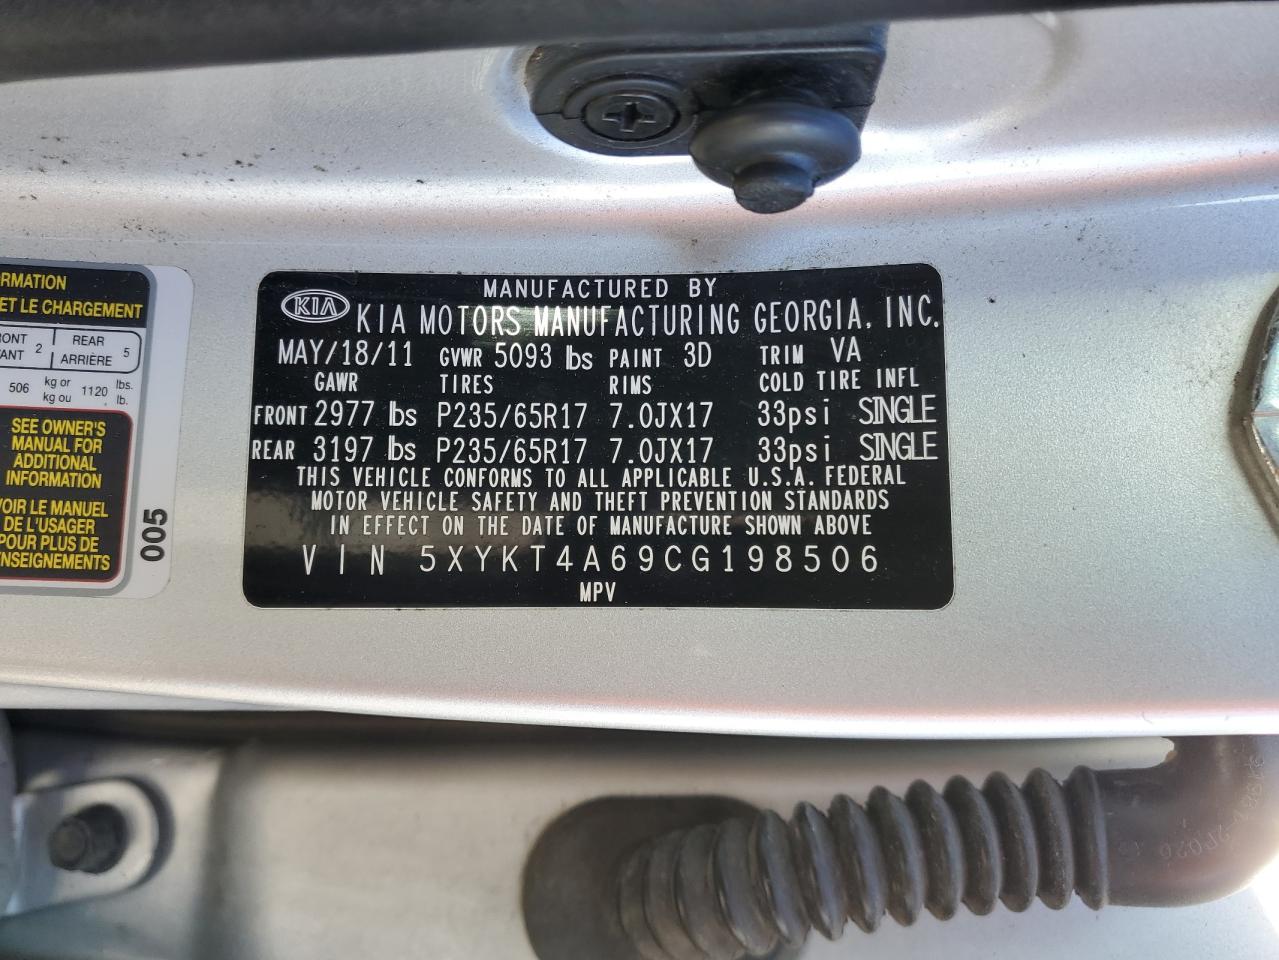 RMATION
ET LE CHARGEMENT
RONT 2 REAR 5
ANT ARRIÈRE
506 kg or 1120 lbs.
kg ou lb.
SEE OWNER'S
MANUAL FOR
ADDITIONAL
INFORMATION
VOIR LE MANUEL
DE L'USAGER
POUR PLUS DE
ENSEIGNEMENTS
005
MANUFACTURED BY
KIA KIA MOTORS MANUFACTURING GEORGIA, INC.
MAY/18/11 GVWR 5093 lbs PAINT 3D TRIM VA
GAWR TIRES RIMS COLD TIRE INFL
FRONT 2977 lbs P235/65R17 7.0JX17 33psi SINGLE
REAR 3197 lbs P235/65R17 7.0JX17 33psi SINGLE
THIS VEHICLE CONFORMS TO ALL APPLICABLE U.S.A. FEDERAL
MOTOR VEHICLE SAFETY AND THEFT PREVENTION STANDARDS
IN EFFECT ON THE DATE OF MANUFACTURE SHOWN ABOVE
VIN 5XYKT4A69CG198506
MPV